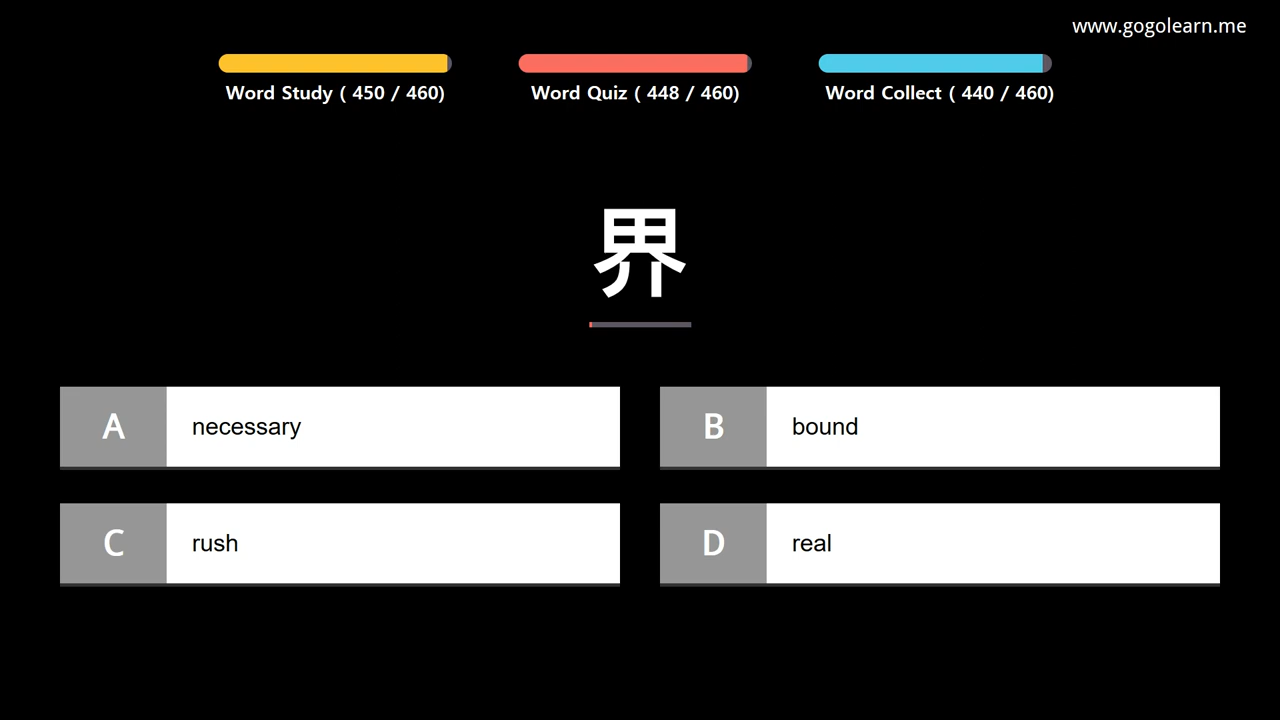 www.gogolearn.me
Word Study ( 450 / 460)
Word Quiz ( 448 / 460)
Word Collect ( 440 / 460)
界
A necessary
B bound
C rush
D real